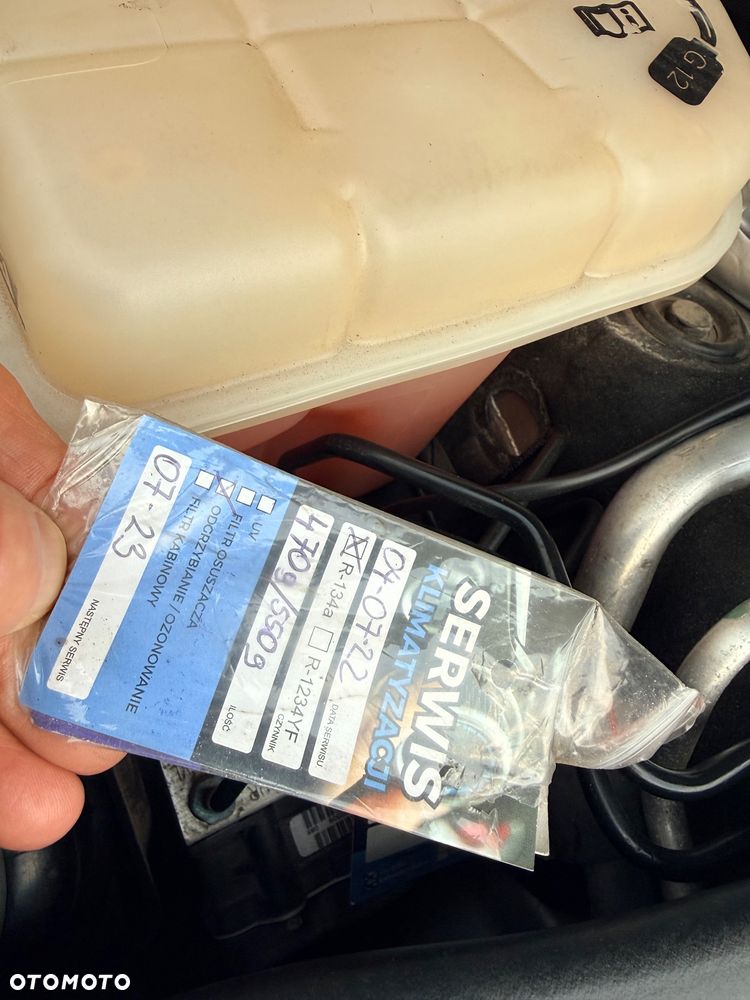 G12
SERWIS
KLIMATYZACJI
04-07-22
DATA SERWISU
☒ R-134a ☐ R-1234YF
CZYNNIK
470g/550g
ILOŚĆ
☐ UV
☐ FILTR OSUSZACZA
☒ ODGRZYBIANIE / OZONOWANIE
☐ FILTR KABINOWY
07-23
NASTĘPNY SERWIS
OTOMOTO